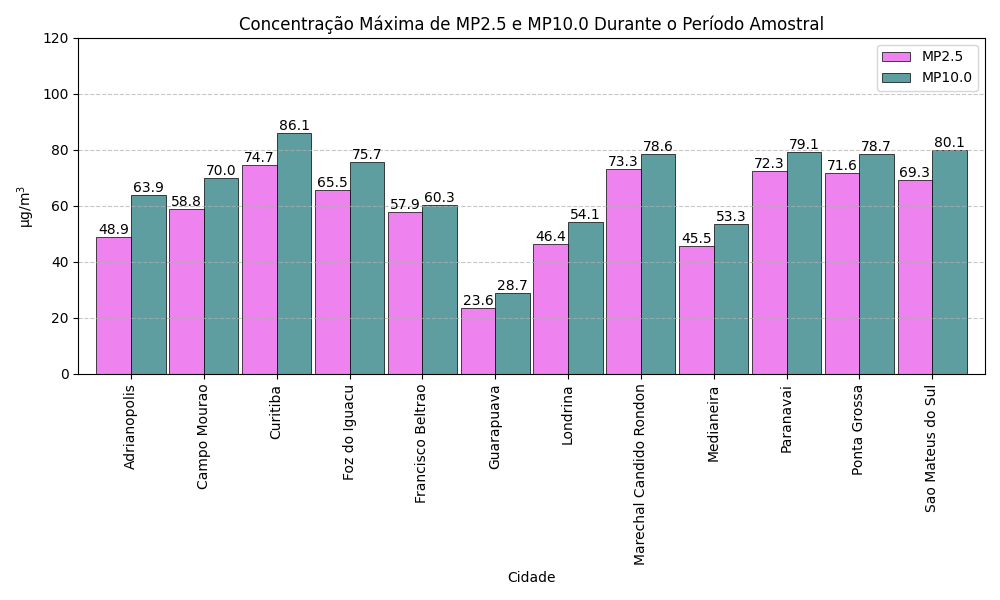 Concentração Máxima de MP2.5 e MP10.0 Durante o Período Amostral
120
100
80
60
40
20
0
µg/m³
MP2.5
MP10.0
48.9
63.9
58.8
70.0
74.7
86.1
65.5
75.7
57.9
60.3
23.6
28.7
46.4
54.1
73.3
78.6
45.5
53.3
72.3
79.1
71.6
78.7
69.3
80.1
Adrianopolis
Campo Mourao
Curitiba
Foz do Iguacu
Francisco Beltrao
Guarapuava
Londrina
Marechal Candido Rondon
Medianeira
Paranavai
Ponta Grossa
Sao Mateus do Sul
Cidade